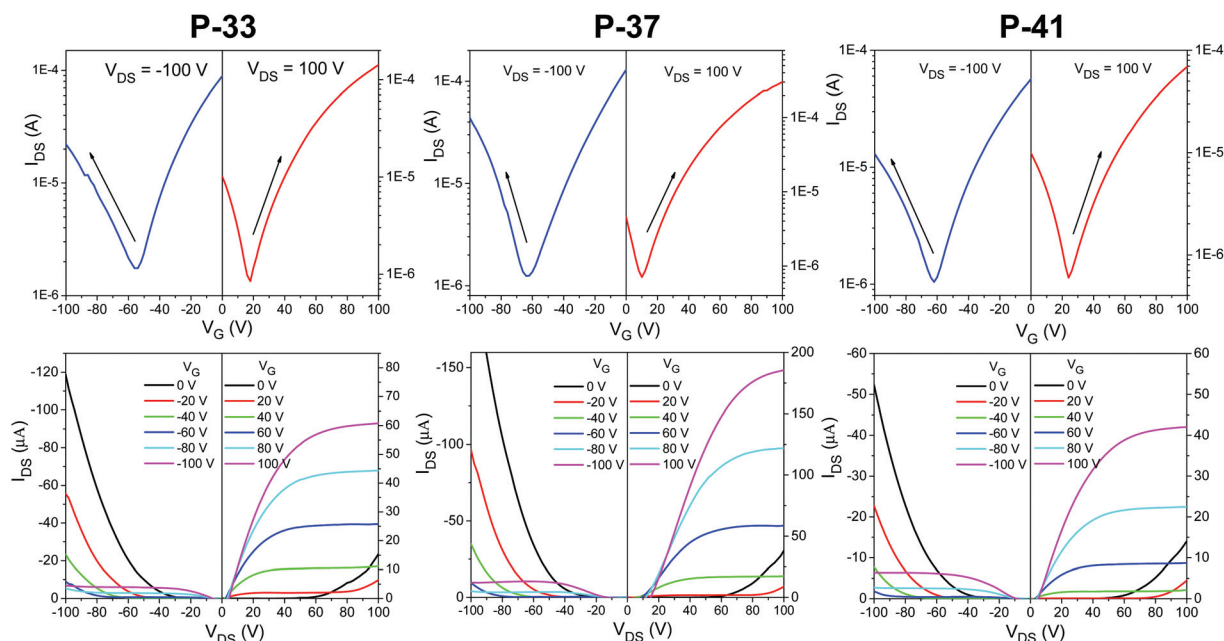 P-33
P-37
P-41
V_DS = -100 V
V_DS = 100 V
1E-4
1E-5
1E-6
1E-4
1E-5
1E-6
I_DS (A)
-100 -80 -60 -40 -20 0 20 40 60 80 100
V_G (V)
V_DS = -100 V
V_DS = 100 V
1E-4
1E-5
1E-6
1E-4
1E-5
1E-6
I_DS (A)
-100 -80 -60 -40 -20 0 20 40 60 80 100
V_G (V)
V_DS = -100 V
V_DS = 100 V
1E-4
1E-5
1E-6
1E-4
1E-5
1E-6
I_DS (A)
-100 -80 -60 -40 -20 0 20 40 60 80 100
V_G (V)
-120
-100
-80
-60
-40
-20
0
I_DS (μA)
V_G
0 V
-20 V
-40 V
-60 V
-80 V
-100 V
V_G
0 V
20 V
40 V
60 V
80 V
100 V
80
70
60
50
40
30
20
10
0
-100 -80 -60 -40 -20 0 20 40 60 80 100
V_DS (V)
-150
-100
-50
0
I_DS (μA)
V_G
0 V
-20 V
-40 V
-60 V
-80 V
-100 V
V_G
0 V
20 V
40 V
60 V
80 V
100 V
200
150
100
50
0
-100 -80 -60 -40 -20 0 20 40 60 80 100
V_DS (V)
-60
-50
-40
-30
-20
-10
0
I_DS (μA)
V_G
0 V
-20 V
-40 V
-60 V
-80 V
-100 V
V_G
0 V
20 V
40 V
60 V
80 V
100 V
60
50
40
30
20
10
0
-100 -80 -60 -40 -20 0 20 40 60 80 100
V_DS (V)